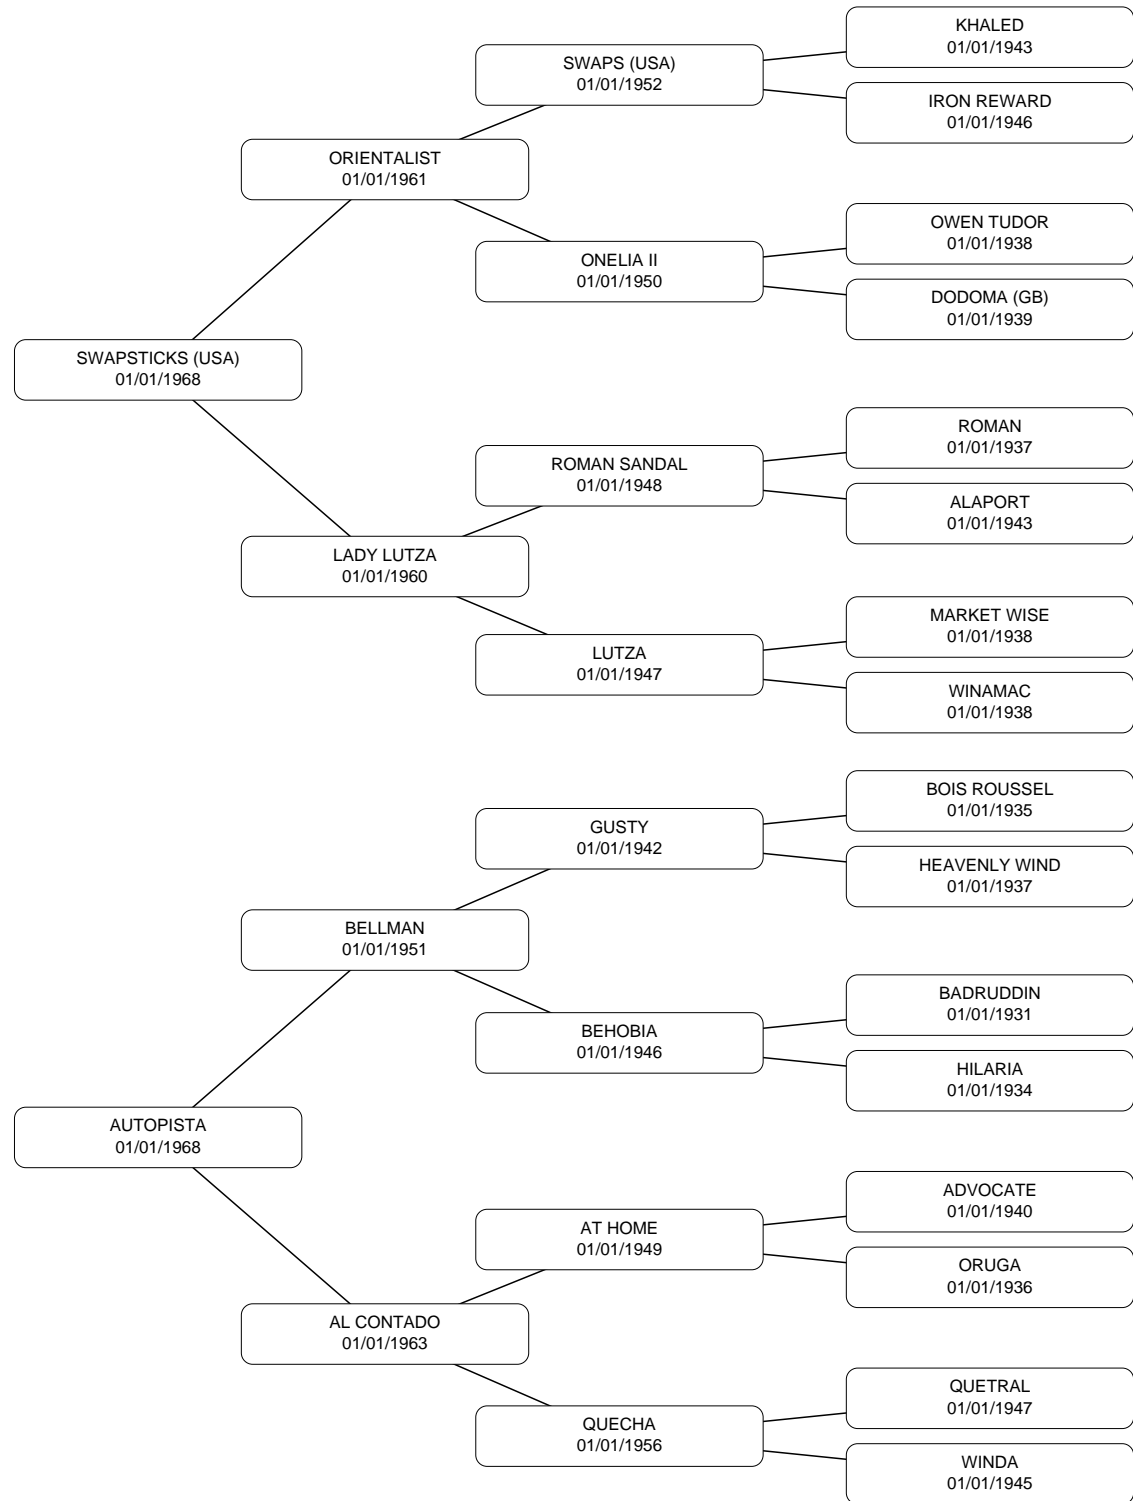 KHALED
01/01/1943
SWAPS (USA)
01/01/1952
IRON REWARD
01/01/1946
ORIENTALIST
01/01/1961
OWEN TUDOR
01/01/1938
ONELIA II
01/01/1950
DODOMA (GB)
01/01/1939
SWAPSTICKS (USA)
01/01/1968
ROMAN
01/01/1937
ROMAN SANDAL
01/01/1948
ALAPORT
01/01/1943
LADY LUTZA
01/01/1960
MARKET WISE
01/01/1938
LUTZA
01/01/1947
WINAMAC
01/01/1938
BOIS ROUSSEL
01/01/1935
GUSTY
01/01/1942
HEAVENLY WIND
01/01/1937
BELLMAN
01/01/1951
BADRUDDIN
01/01/1931
BEHOBIA
01/01/1946
HILARIA
01/01/1934
AUTOPISTA
01/01/1968
ADVOCATE
01/01/1940
AT HOME
01/01/1949
ORUGA
01/01/1936
AL CONTADO
01/01/1963
QUETRAL
01/01/1947
QUECHA
01/01/1956
WINDA
01/01/1945